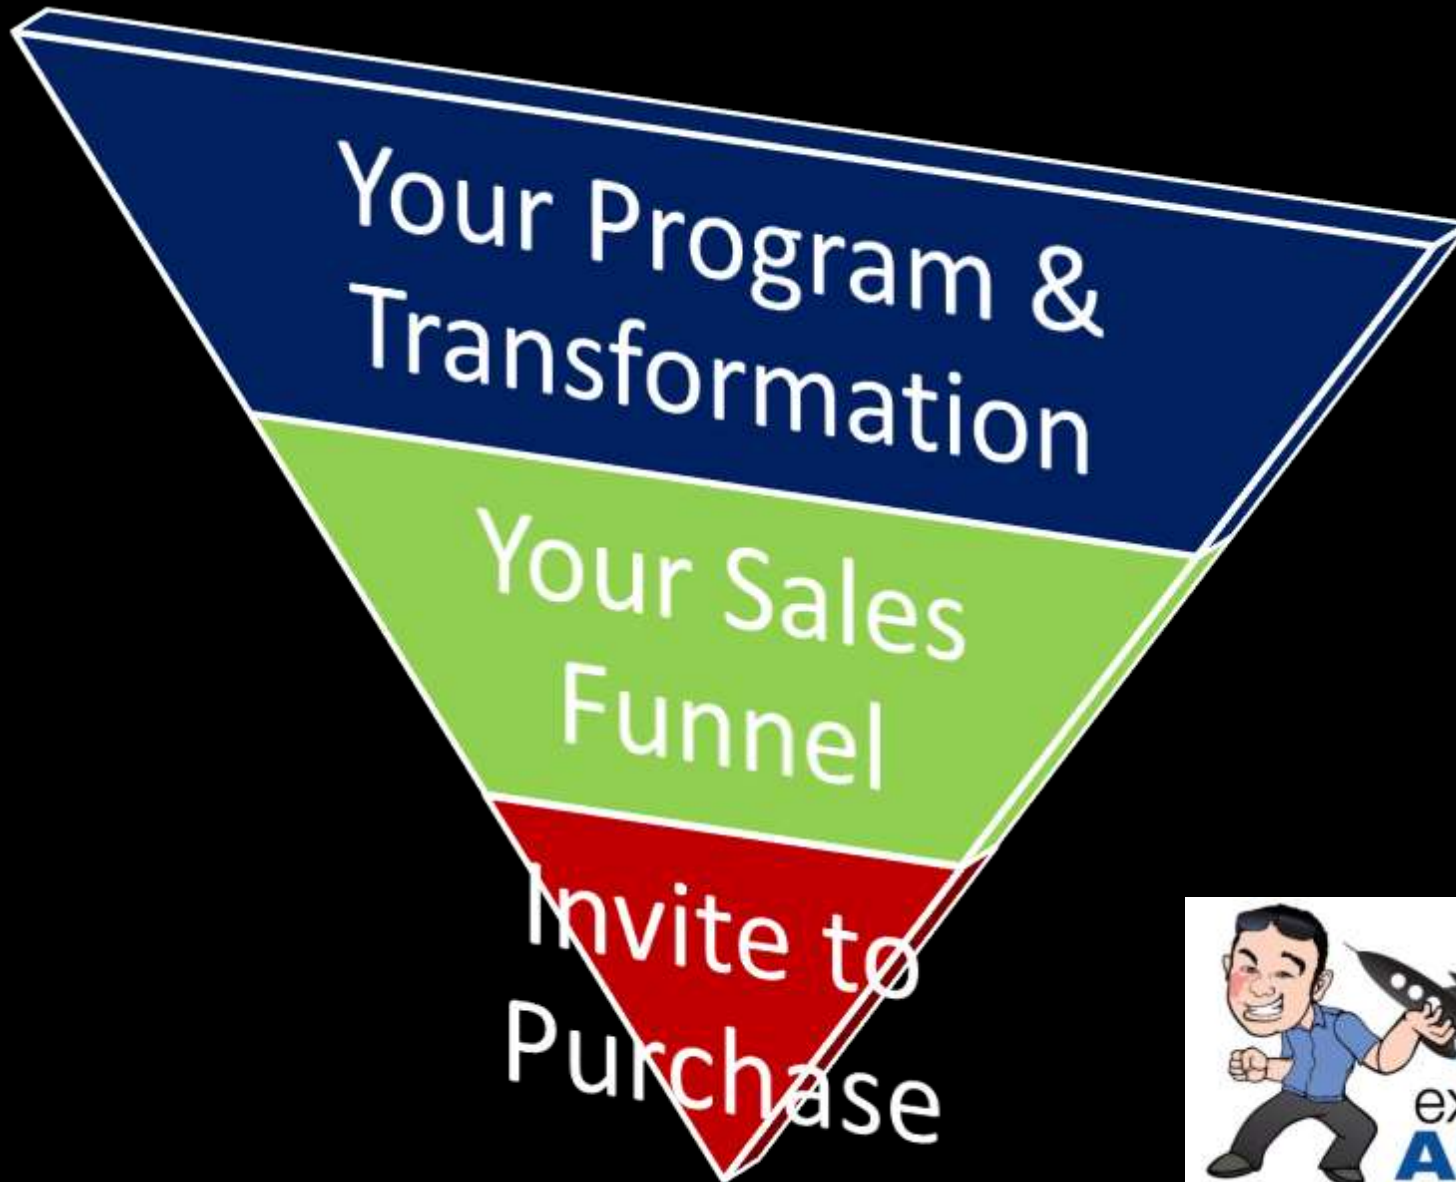 Your Program &
Transformation
Your Sales
Funnel
Invite to
Purchase